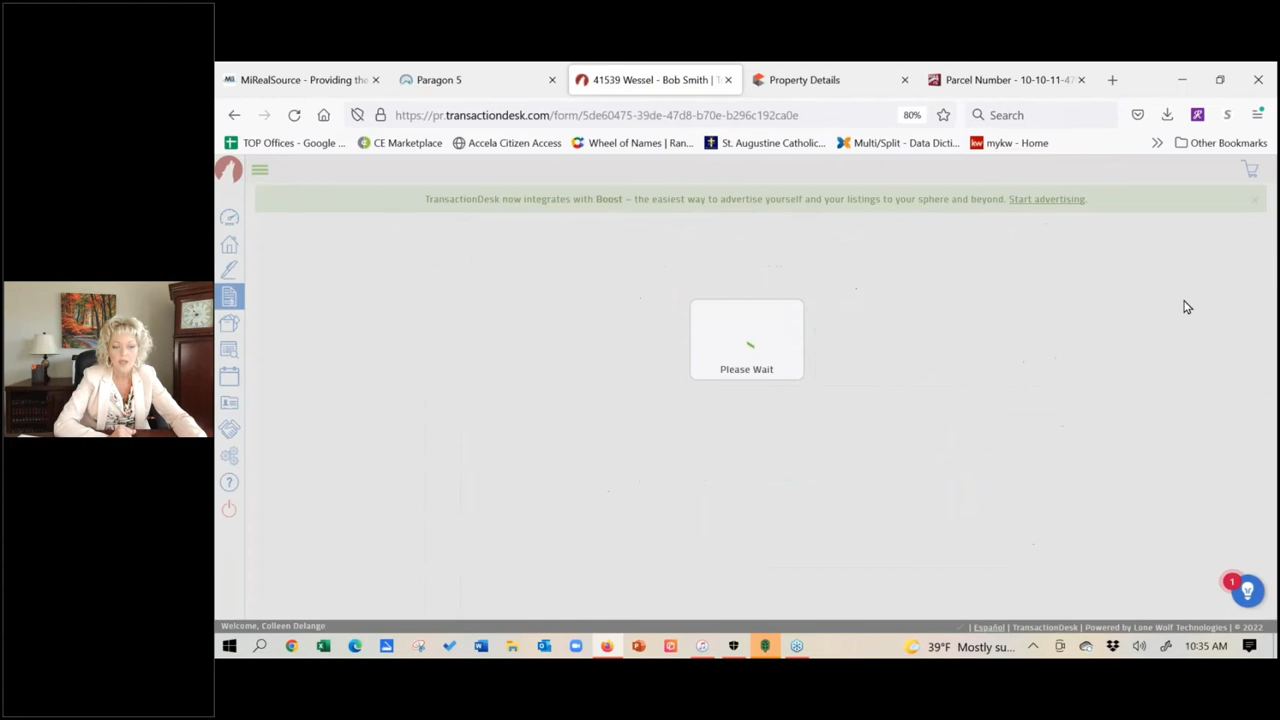 MiRealSource - Providing the
Paragon 5
41539 Wessel - Bob Smith | T
Property Details
Parcel Number - 10-10-11-47
https://pr.transactiondesk.com/form/5de60475-39de-47d8-b70e-b296c192ca0e
80%
Search
TOP Offices - Google ...
CE Marketplace
Accela Citizen Access
Wheel of Names | Ran...
St. Augustine Catholic...
Multi/Split - Data Dicti...
kw
mykw - Home
Other Bookmarks
TransactionDesk now integrates with Boost – the easiest way to advertise yourself and your listings to your sphere and beyond. Start advertising.
Please Wait
1
Welcome, Colleen Delange
| Español | TransactionDesk | Powered by Lone Wolf Technologies | © 2022
39°F Mostly su...
10:35 AM